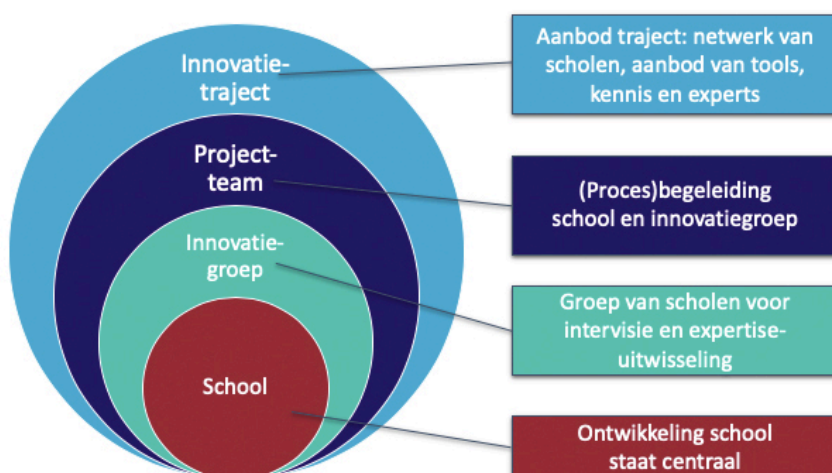 Innovatie-
traject
Project-
team
Innovatie-
groep
School
Aanbod traject: netwerk van
scholen, aanbod van tools,
kennis en experts
(Proces)begeleiding
school en innovatiegroep
Groep van scholen voor
intervisie en expertise-
uitwisseling
Ontwikkeling school
staat centraal